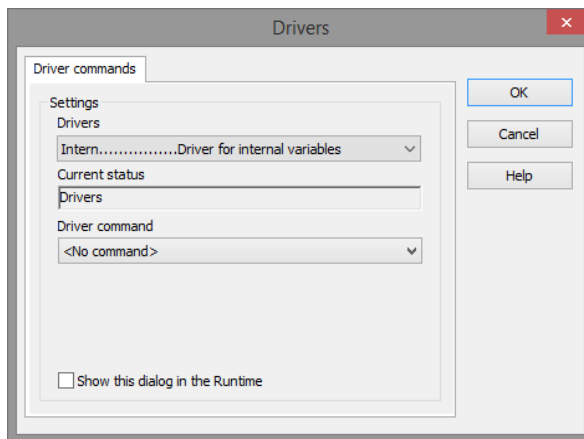 Drivers
Driver commands
Settings
Drivers
Intern................Driver for internal variables
Current status
Drivers
Driver command
<No command>
Show this dialog in the Runtime
OK
Cancel
Help